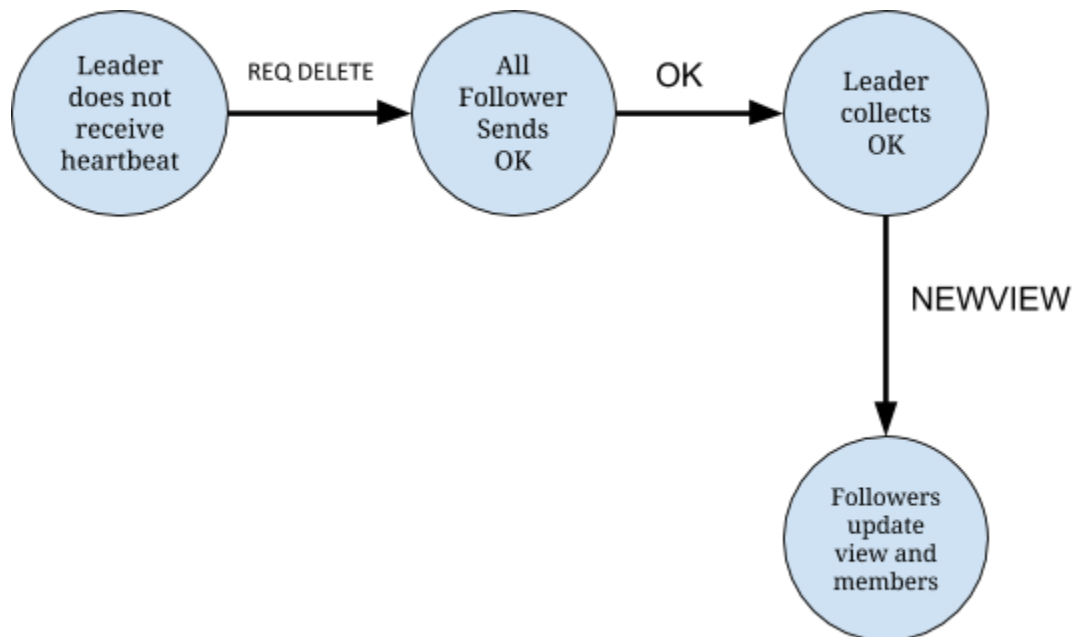 Leader
does not
receive
heartbeat
REQ DELETE
All
Follower
Sends
OK
OK
Leader
collects
OK
NEWVIEW
Followers
update
view and
members